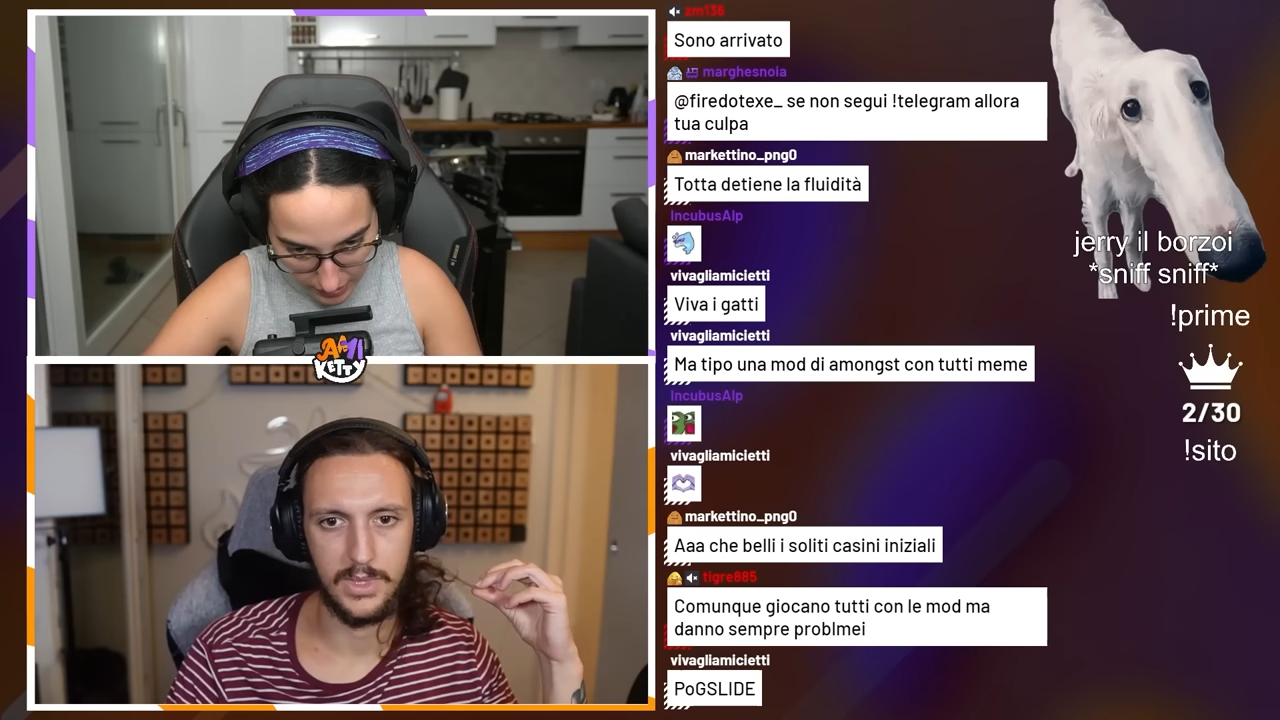 AMI
KETTY
zm136
Sono arrivato
marghesnoia
@firedotexe_ se non segui !telegram allora
tua culpa
markettino_png0
Totta detiene la fluidità
IncubusAlp
vivagliamicietti
Viva i gatti
vivagliamicietti
Ma tipo una mod di amongst con tutti meme
IncubusAlp
vivagliamicietti
markettino_png0
Aaa che belli i soliti casini iniziali
tigre885
Comunque giocano tutti con le mod ma
danno sempre problmei
vivagliamicietti
PoGSLIDE
jerry il borzoi
*sniff sniff*
!prime
2/30
!sito